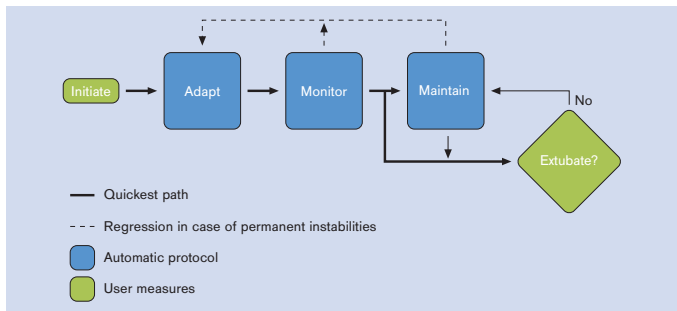 Initiate
Adapt
Monitor
Maintain
No
Extubate?
Quickest path
Regression in case of permanent instabilities
Automatic protocol
User measures